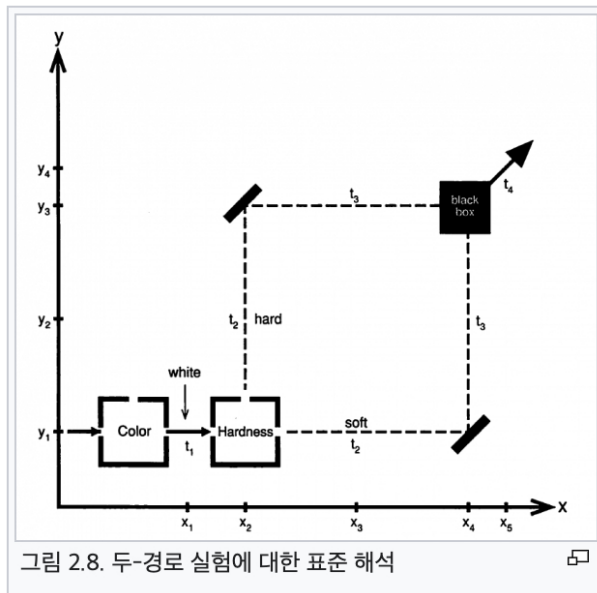 y
y₄
y₃
t₃
black
box
t₄
y₂
t₂ hard
t₃
white
y₁
Color
t₁
Hardness
soft
t₂
x
x₁ x₂ x₃ x₄ x₅
그림 2.8. 두-경로 실험에 대한 표준 해석